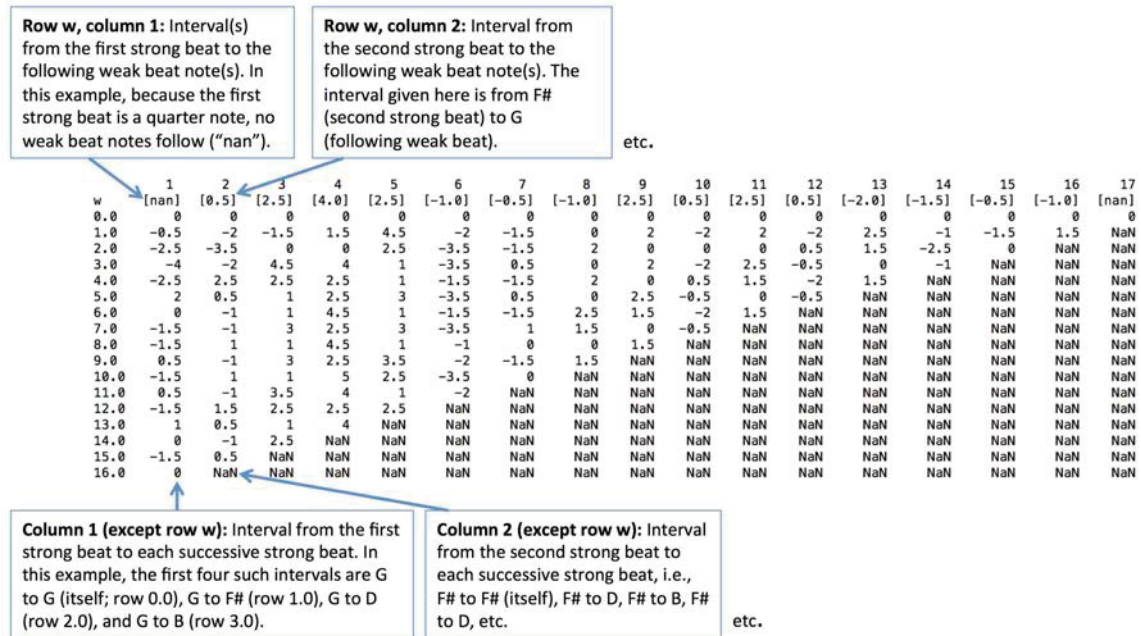 Row w, column 1: Interval(s)
from the first strong beat to the
following weak beat note(s). In
this example, because the first
strong beat is a quarter note, no
weak beat notes follow (“nan”).
Row w, column 2: Interval from
the second strong beat to the
following weak beat note(s). The
interval given here is from F#
(second strong beat) to G
(following weak beat).
etc.
1 2 3 4 5 6 7 8 9 10 11 12 13 14 15 16 17
w [nan] [0.5] [2.5] [4.0] [2.5] [-1.0] [-0.5] [-1.0] [2.5] [0.5] [2.5] [0.5] [-2.0] [-1.5] [-0.5] [-1.0] [nan]
0.0 0 0 0 0 0 0 0 0 0 0 0 0 0 0 0 0 0
1.0 -0.5 -2 -1.5 1.5 4.5 -2 -1.5 0 2 -2 2 -2 2.5 -1 -1.5 1.5 NaN
2.0 -2.5 -3.5 0 0 2.5 -3.5 -1.5 2 0 0 0 0.5 1.5 -2.5 0 NaN NaN
3.0 -4 -2 4.5 4 1 -3.5 0.5 0 2 -2 2.5 -0.5 0 -1 NaN NaN NaN
4.0 -2.5 2.5 2.5 2.5 1 -1.5 -1.5 2 0 0.5 1.5 -2 1.5 NaN NaN NaN NaN
5.0 2 0.5 1 2.5 3 -3.5 0.5 0 2.5 -0.5 0 -0.5 NaN NaN NaN NaN NaN
6.0 0 -1 1 4.5 1 -1.5 -1.5 2.5 1.5 -2 1.5 NaN NaN NaN NaN NaN NaN
7.0 -1.5 -1 3 2.5 3 -3.5 1 1.5 0 -0.5 NaN NaN NaN NaN NaN NaN NaN
8.0 -1.5 1 1 4.5 1 -1 0 0 1.5 NaN NaN NaN NaN NaN NaN NaN NaN
9.0 0.5 -1 3 2.5 3.5 -2 -1.5 1.5 NaN NaN NaN NaN NaN NaN NaN NaN NaN
10.0 -1.5 1 1 5 2.5 -3.5 0 NaN NaN NaN NaN NaN NaN NaN NaN NaN NaN
11.0 0.5 -1 3.5 4 1 -2 NaN NaN NaN NaN NaN NaN NaN NaN NaN NaN NaN
12.0 -1.5 1.5 2.5 2.5 2.5 NaN NaN NaN NaN NaN NaN NaN NaN NaN NaN NaN NaN
13.0 1 0.5 1 4 NaN NaN NaN NaN NaN NaN NaN NaN NaN NaN NaN NaN NaN
14.0 0 -1 2.5 NaN NaN NaN NaN NaN NaN NaN NaN NaN NaN NaN NaN NaN NaN
15.0 -1.5 0.5 NaN NaN NaN NaN NaN NaN NaN NaN NaN NaN NaN NaN NaN NaN NaN
16.0 0 NaN NaN NaN NaN NaN NaN NaN NaN NaN NaN NaN NaN NaN NaN NaN NaN
Column 1 (except row w): Interval from the first
strong beat to each successive strong beat. In
this example, the first four such intervals are G
to G (itself; row 0.0), G to F# (row 1.0), G to D
(row 2.0), and G to B (row 3.0).
Column 2 (except row w): Interval
from the second strong beat to
each successive strong beat, i.e.,
F# to F# (itself), F# to D, F# to B, F#
to D, etc.
etc.